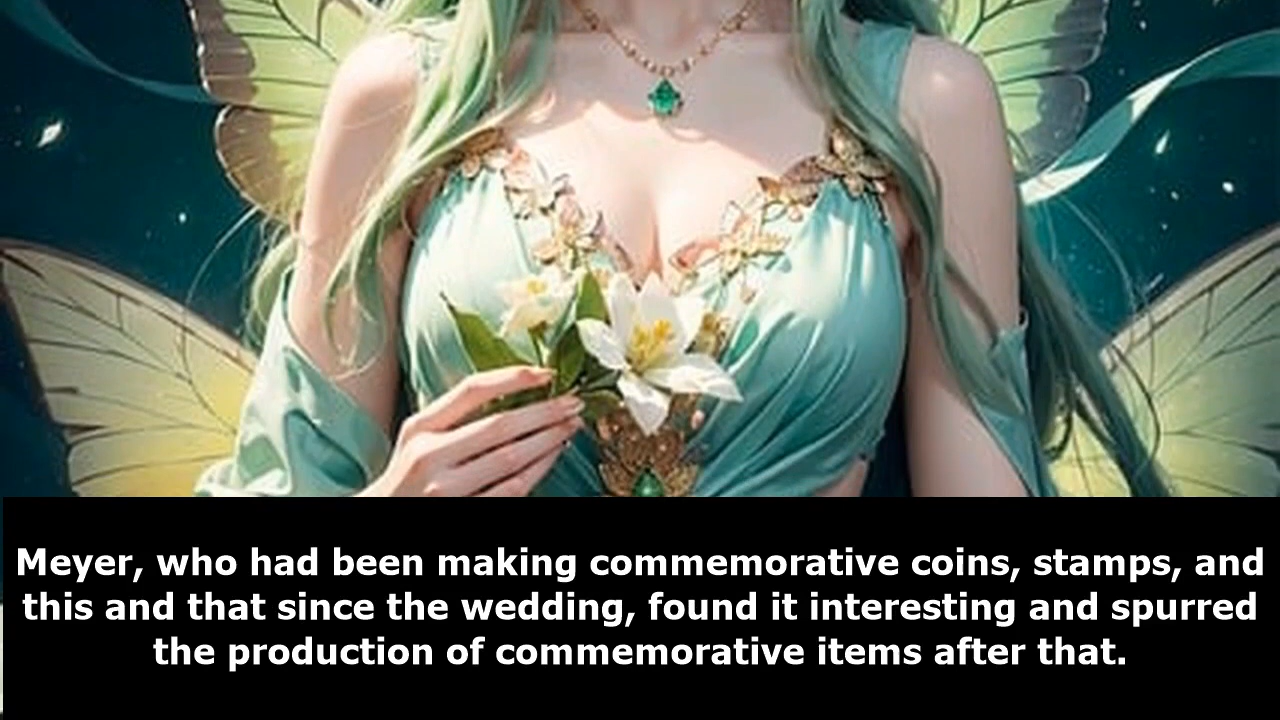 Meyer, who had been making commemorative coins, stamps, and
this and that since the wedding, found it interesting and spurred
the production of commemorative items after that.